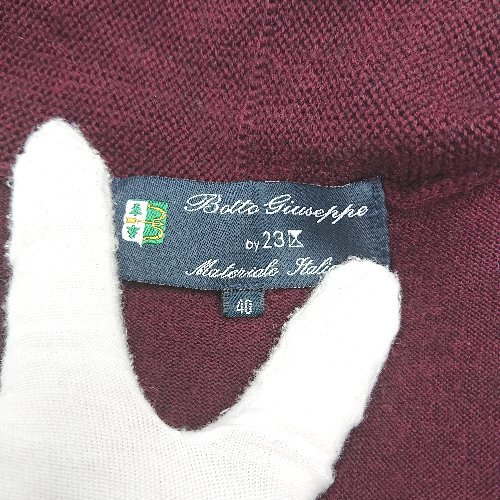 Botto Giuseppe
by 23区
Materiale
40